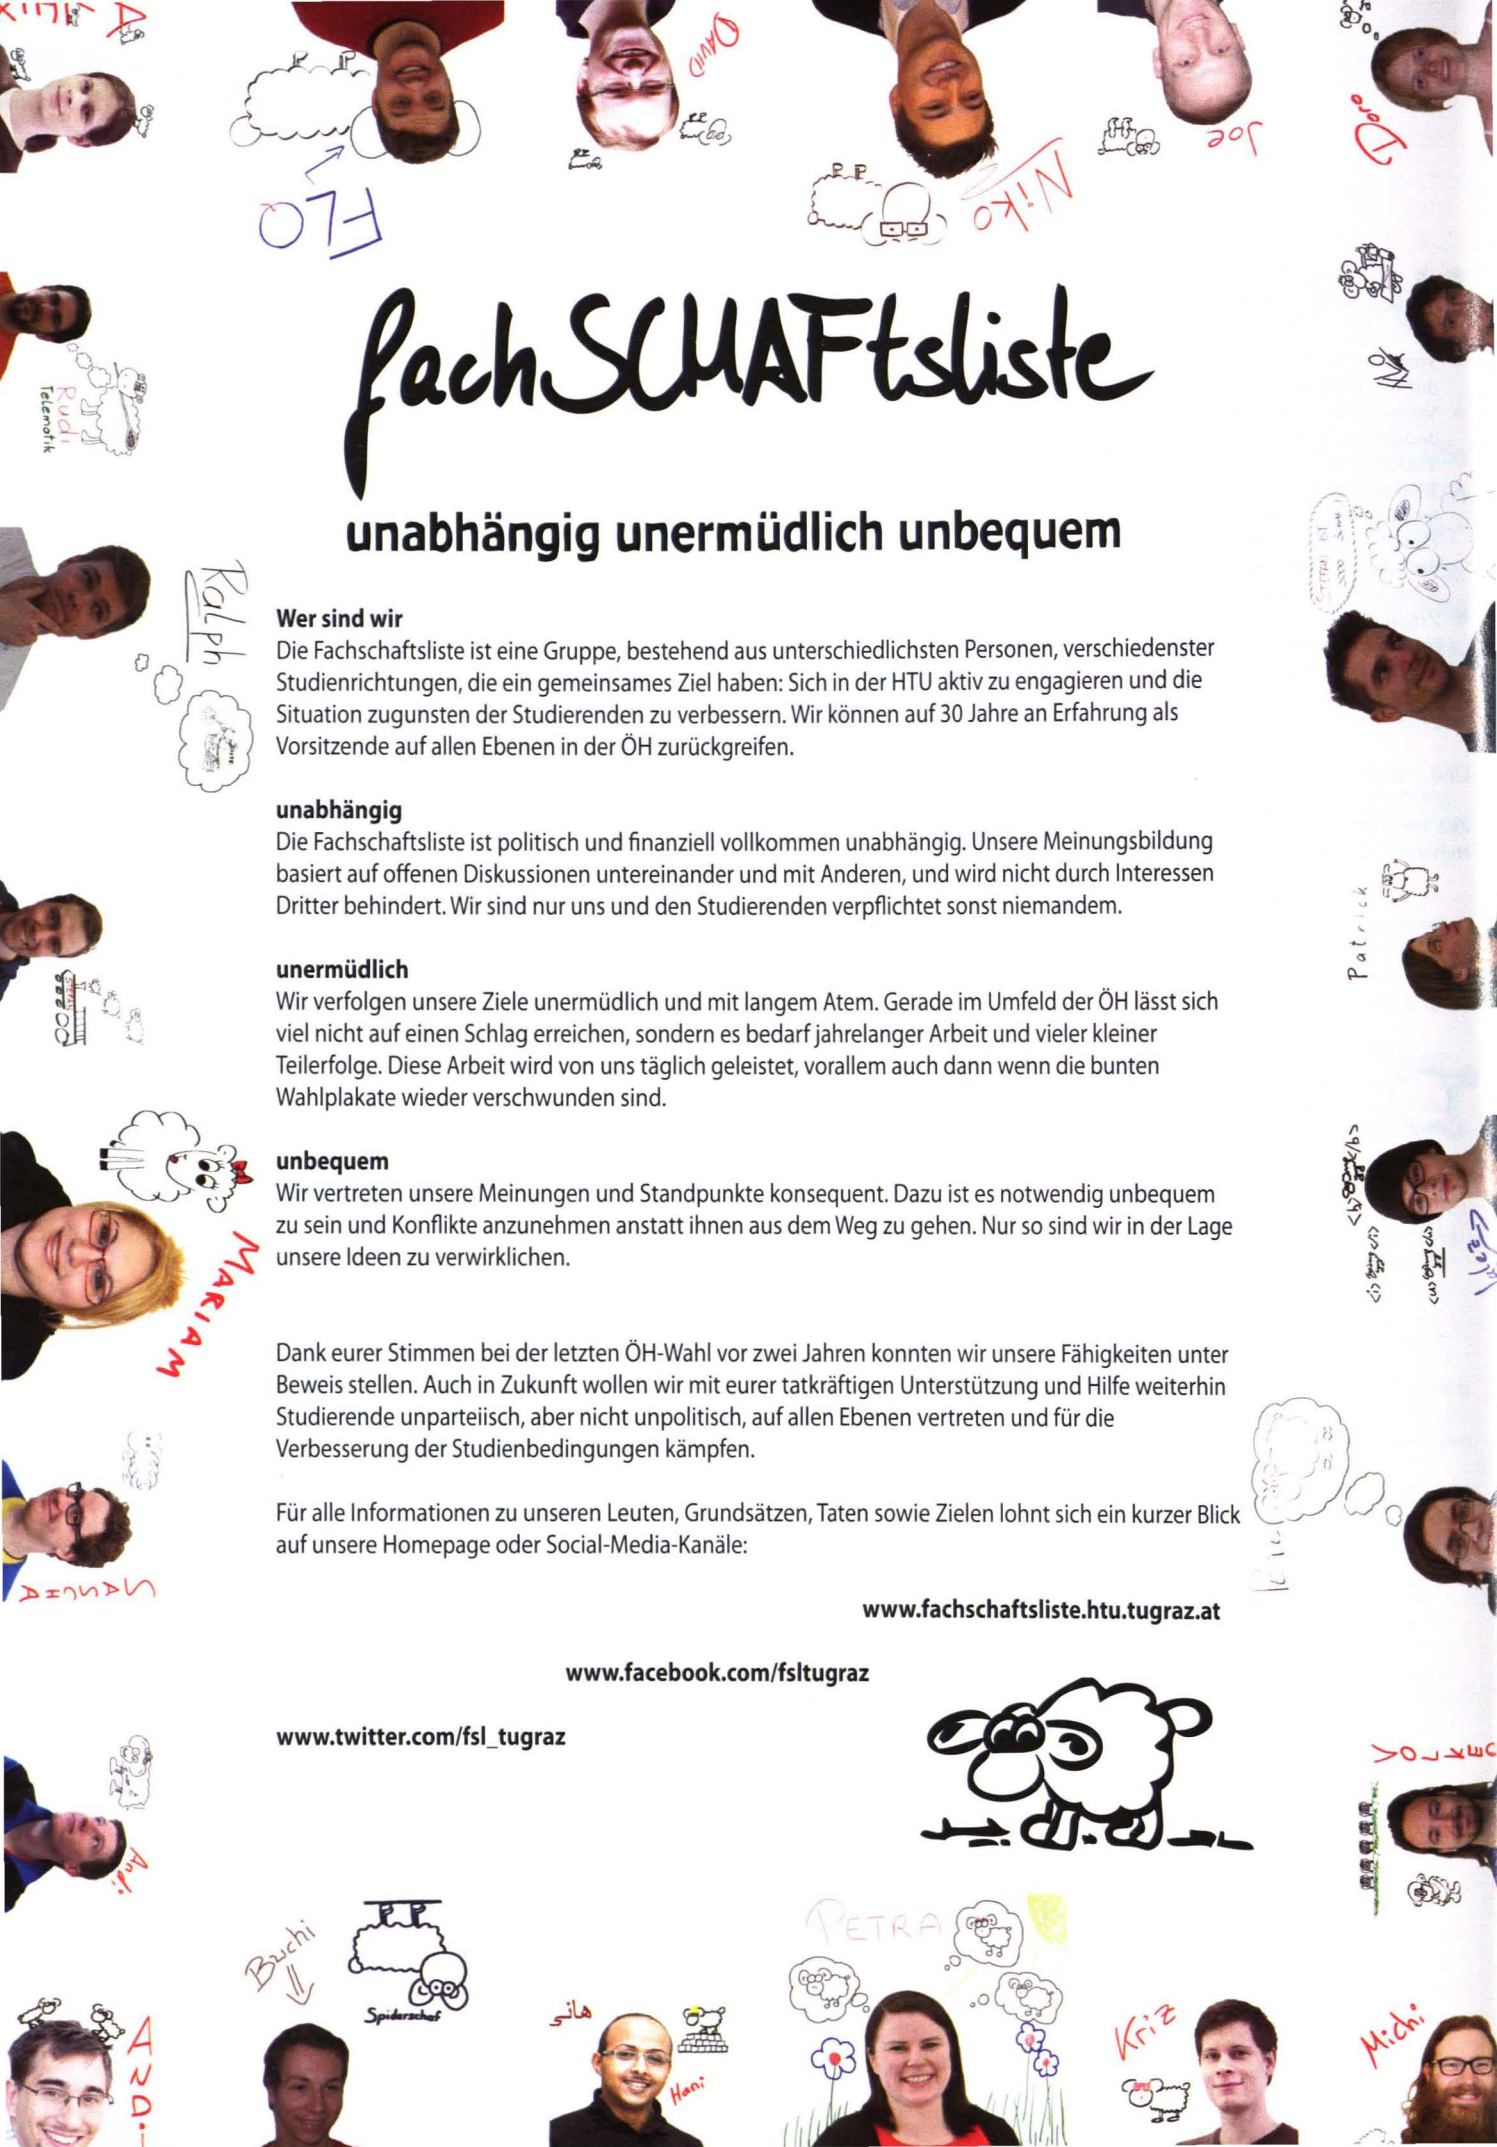 FLO
DAVID
Niko
Joe
Doro
fachSCHAFtsliste
Rudi
Telematik
unabhängig unermüdlich unbequem
Ralph
Wer sind wir
Die Fachschaftsliste ist eine Gruppe, bestehend aus unterschiedlichsten Personen, verschiedenster
Studienrichtungen, die ein gemeinsames Ziel haben: Sich in der HTU aktiv zu engagieren und die
Situation zugunsten der Studierenden zu verbessern. Wir können auf 30 Jahre an Erfahrung als
Vorsitzende auf allen Ebenen in der ÖH zurückgreifen.
unabhängig
Die Fachschaftsliste ist politisch und finanziell vollkommen unabhängig. Unsere Meinungsbildung
basiert auf offenen Diskussionen untereinander und mit Anderen, und wird nicht durch Interessen
Dritter behindert. Wir sind nur uns und den Studierenden verpflichtet sonst niemandem.
Patrick
unermüdlich
Wir verfolgen unsere Ziele unermüdlich und mit langem Atem. Gerade im Umfeld der ÖH lässt sich
viel nicht auf einen Schlag erreichen, sondern es bedarf jahrelanger Arbeit und vieler kleiner
Teilerfolge. Diese Arbeit wird von uns täglich geleistet, vorallem auch dann wenn die bunten
Wahlplakate wieder verschwunden sind.
unbequem
Wir vertreten unsere Meinungen und Standpunkte konsequent. Dazu ist es notwendig unbequem
zu sein und Konflikte anzunehmen anstatt ihnen aus dem Weg zu gehen. Nur so sind wir in der Lage
unsere Ideen zu verwirklichen.
MARIAM
Dank eurer Stimmen bei der letzten ÖH-Wahl vor zwei Jahren konnten wir unsere Fähigkeiten unter
Beweis stellen. Auch in Zukunft wollen wir mit eurer tatkräftigen Unterstützung und Hilfe weiterhin
Studierende unparteiisch, aber nicht unpolitisch, auf allen Ebenen vertreten und für die
Verbesserung der Studienbedingungen kämpfen.
Für alle Informationen zu unseren Leuten, Grundsätzen, Taten sowie Zielen lohnt sich ein kurzer Blick
auf unsere Homepage oder Social-Media-Kanäle:
SASCHA
www.fachschaftsliste.htu.tugraz.at
www.facebook.com/fsltugraz
www.twitter.com/fsl_tugraz
Andi
PETRA
Buchi
Spiderschaf
هاني
Hani
Kriz
Michi
ANDI